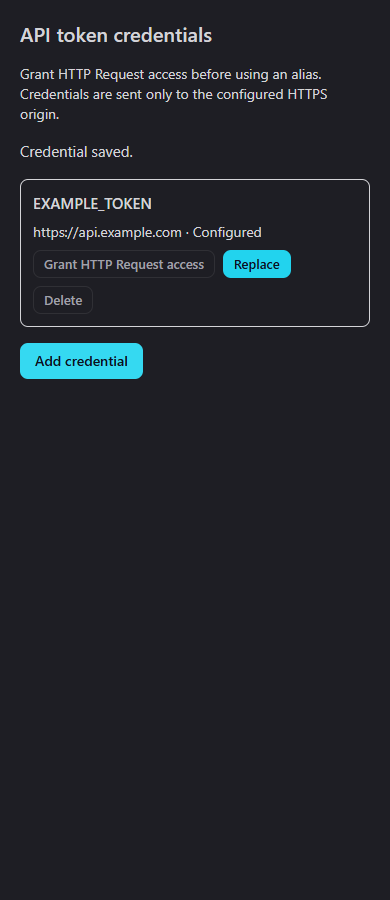 API token credentials
Grant HTTP Request access before using an alias.
Credentials are sent only to the configured HTTPS
origin.
Credential saved.
EXAMPLE_TOKEN
https://api.example.com · Configured
Grant HTTP Request access
Replace
Delete
Add credential